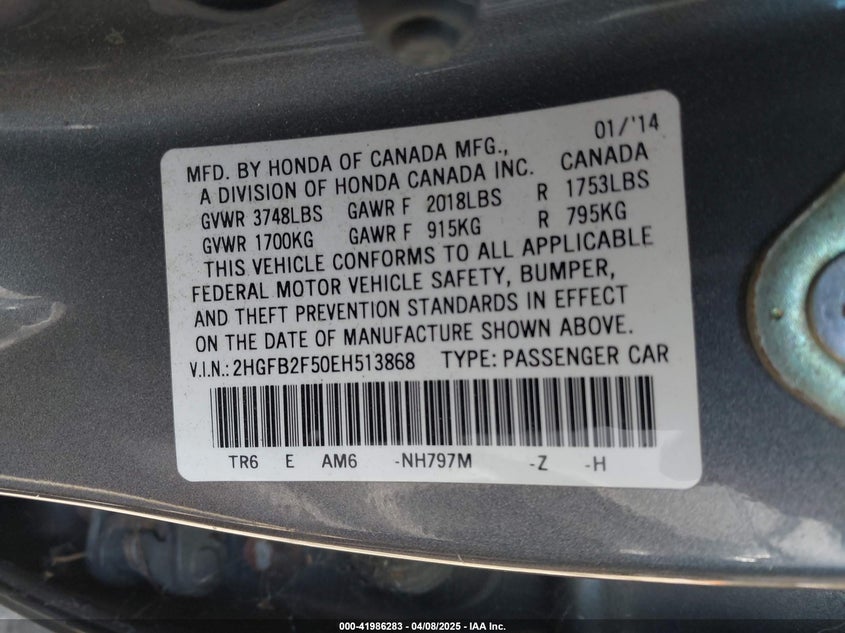 01/'14
MFD. BY HONDA OF CANADA MFG.,
A DIVISION OF HONDA CANADA INC. CANADA
GVWR 3748LBS GAWR F 2018LBS R 1753LBS
GVWR 1700KG GAWR F 915KG R 795KG
THIS VEHICLE CONFORMS TO ALL APPLICABLE
FEDERAL MOTOR VEHICLE SAFETY, BUMPER,
AND THEFT PREVENTION STANDARDS IN EFFECT
ON THE DATE OF MANUFACTURE SHOWN ABOVE.
V.I.N.: 2HGFB2F50EH513868 TYPE: PASSENGER CAR
TR6 E AM6 -NH797M -Z -H
000-41986283 | 04/08/2025 - IAA Inc.